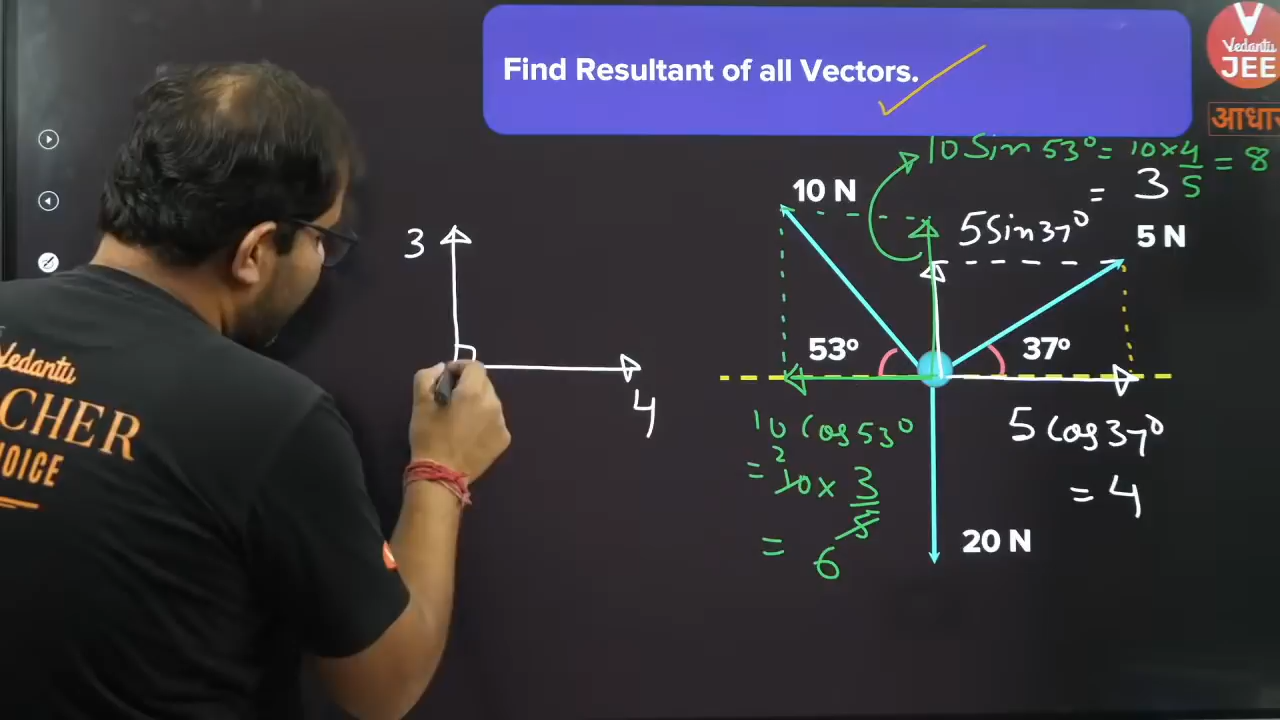 Find Resultant of all Vectors.
Vedantu
JEE
10 Sin 53° = 10 × 4/5 = 8
= 3
10 N
5 Sin 37°
5 N
3
53°
37°
4
10 Cos 53°
= 10 × 3/5
2
= 6
5 Cos 37°
= 4
20 N
edantu
CHER
OICE